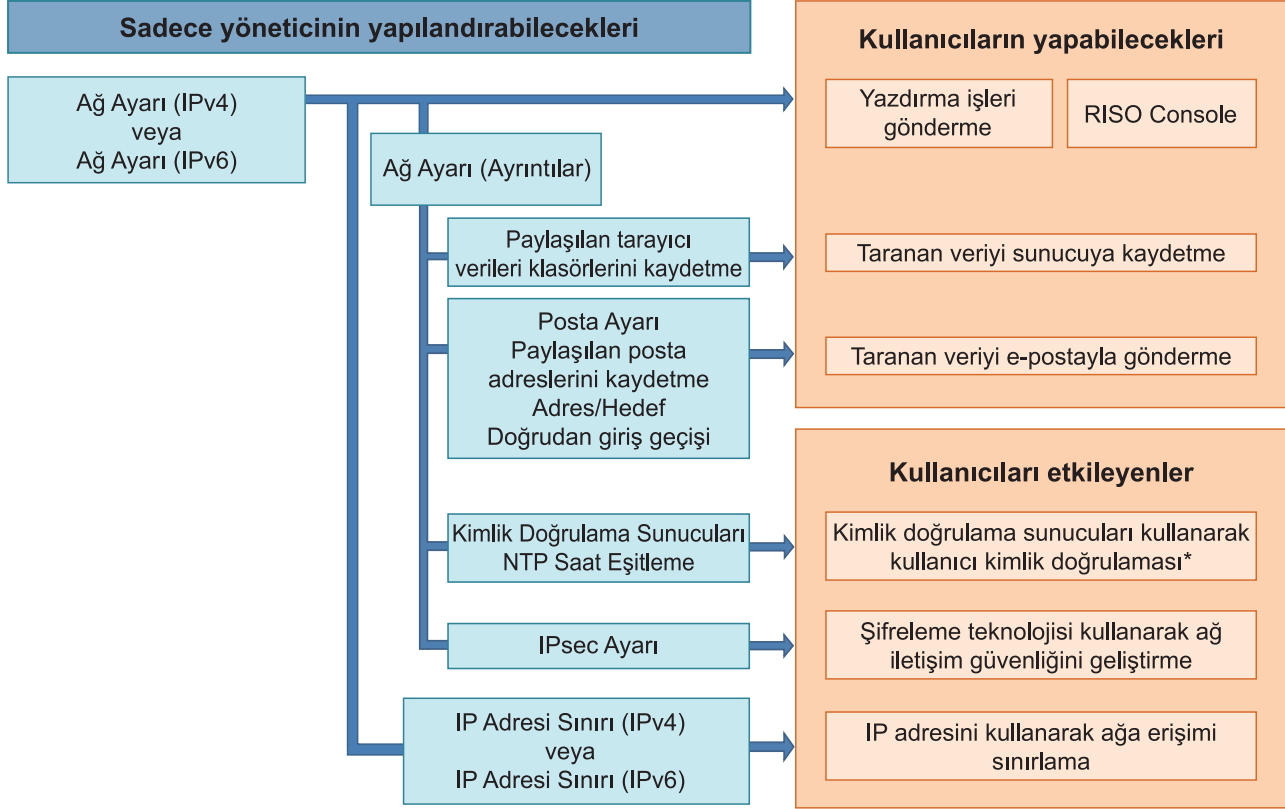 Sadece yöneticinin yapılandırabilecekleri
Ağ Ayarı (IPv4)
veya
Ağ Ayarı (IPv6)
Ağ Ayarı (Ayrıntılar)
Paylaşılan tarayıcı
verileri klasörlerini kaydetme
Posta Ayarı
Paylaşılan posta
adreslerini kaydetme
Adres/Hedef
Doğrudan giriş geçişi
Kimlik Doğrulama Sunucuları
NTP Saat Eşitleme
IPsec Ayarı
IP Adresi Sınırı (IPv4)
veya
IP Adresi Sınırı (IPv6)
Kullanıcıların yapabilecekleri
Yazdırma işleri
gönderme
RISO Console
Taranan veriyi sunucuya kaydetme
Taranan veriyi e-postayla gönderme
Kullanıcıları etkileyenler
Kimlik doğrulama sunucuları kullanarak
kullanıcı kimlik doğrulaması*
Şifreleme teknolojisi kullanarak ağ
iletişim güvenliğini geliştirme
IP adresini kullanarak ağa erişimi
sınırlama